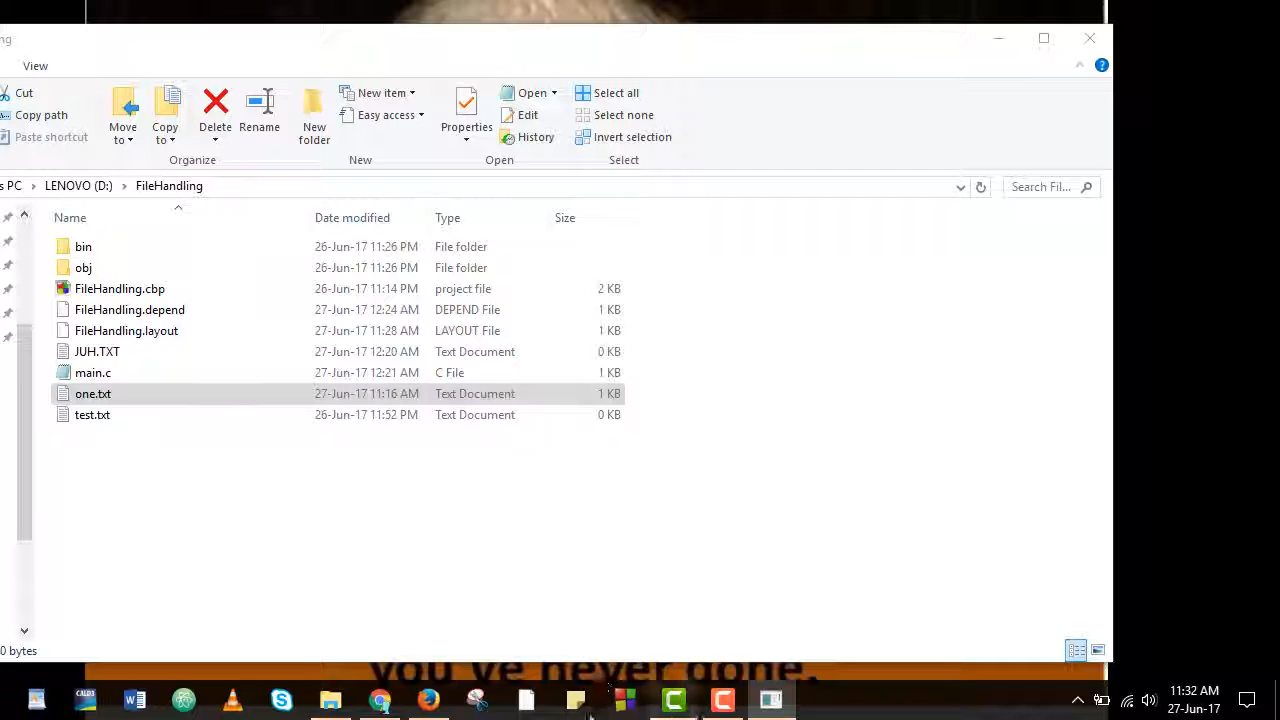 ng
View
Cut
Copy path
Paste shortcut
Move to
Copy to
Delete
Rename
New folder
New item
Easy access
Properties
Open
Edit
History
Select all
Select none
Invert selection
Organize
New
Open
Select
s PC > LENOVO (D:) > FileHandling
Search Fil...
Name Date modified Type Size
bin 26-Jun-17 11:26 PM File folder
obj 26-Jun-17 11:26 PM File folder
FileHandling.cbp 26-Jun-17 11:14 PM project file 2 KB
FileHandling.depend 27-Jun-17 12:24 AM DEPEND File 1 KB
FileHandling.layout 27-Jun-17 11:28 AM LAYOUT File 1 KB
JUH.TXT 27-Jun-17 12:20 AM Text Document 0 KB
main.c 27-Jun-17 12:21 AM C File 1 KB
one.txt 27-Jun-17 11:16 AM Text Document 1 KB
test.txt 26-Jun-17 11:52 PM Text Document 0 KB
0 bytes
you've never done.
11:32 AM
27-Jun-17